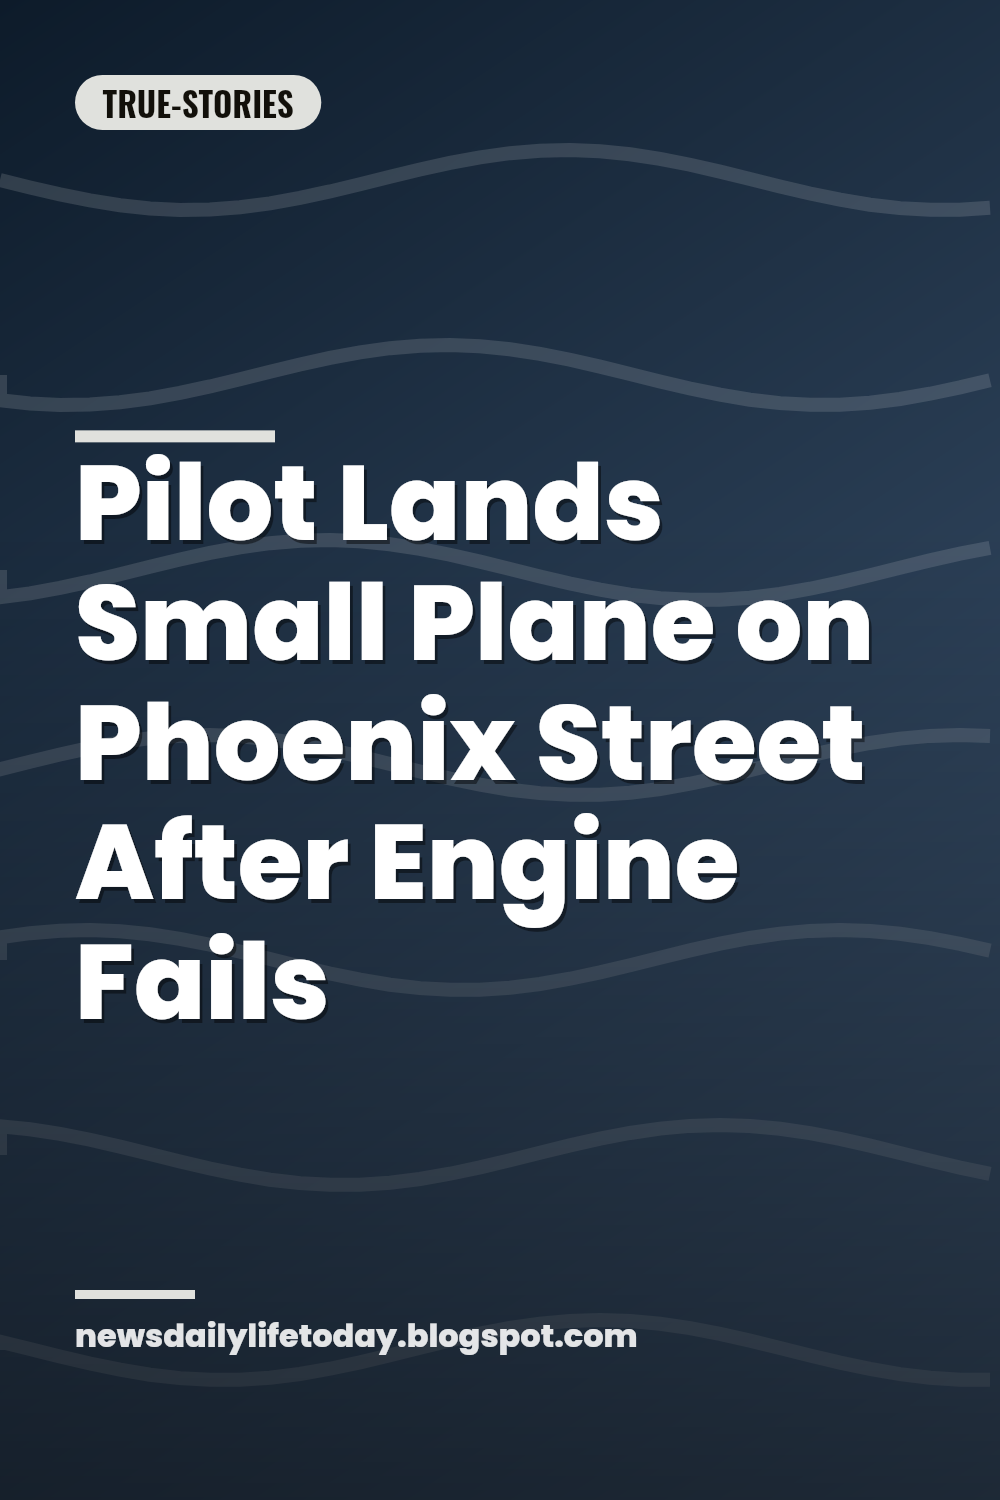 TRUE-STORIES
Pilot Lands
Small Plane on
Phoenix Street
After Engine
Fails
newsdailylifetoday.blogspot.com